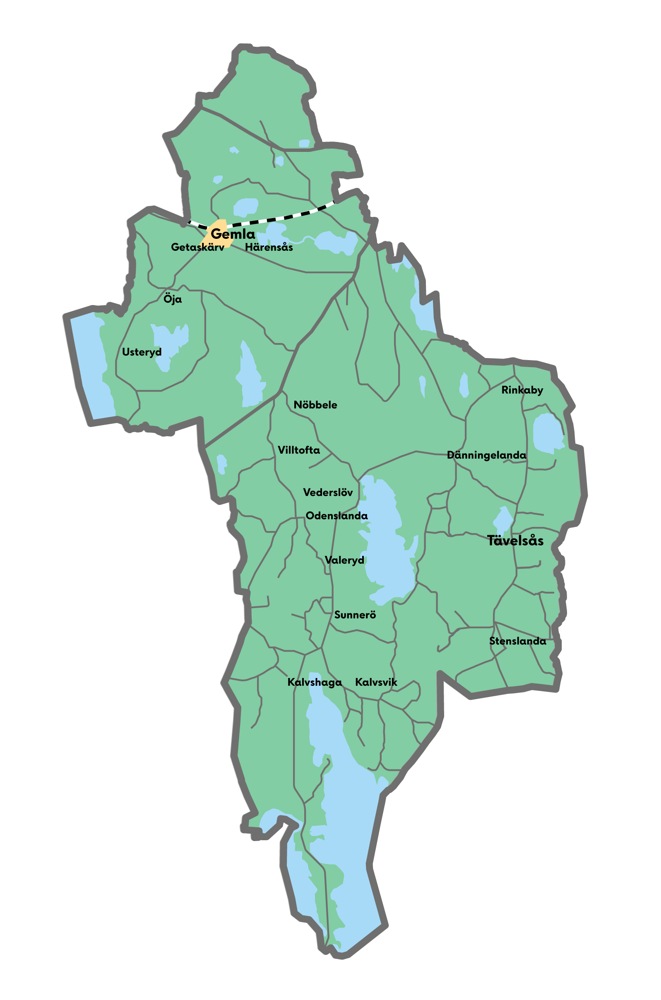 Gemla
Getaskärv
Härensås
Öja
Usteryd
Rinkaby
Nöbbele
Villtofta
Dänningelanda
Vederslöv
Odenslanda
Tävelsås
Valeryd
Sunnerö
Stenslanda
Kalvshaga
Kalvsvik